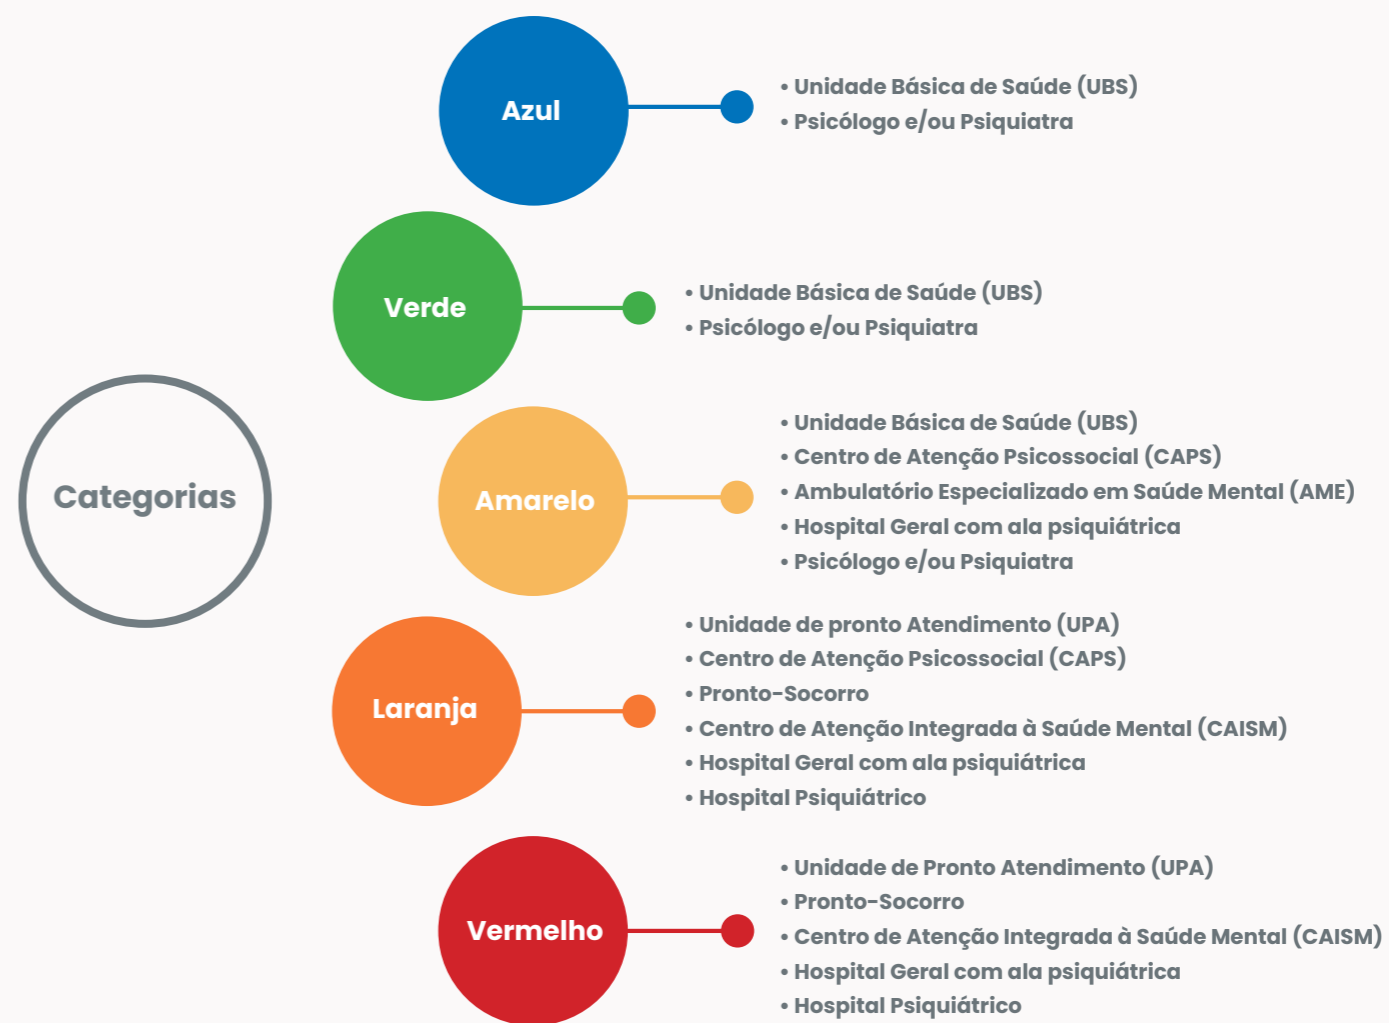 Categorias
Azul
• Unidade Básica de Saúde (UBS)
• Psicólogo e/ou Psiquiatra
Verde
• Unidade Básica de Saúde (UBS)
• Psicólogo e/ou Psiquiatra
Amarelo
• Unidade Básica de Saúde (UBS)
• Centro de Atenção Psicossocial (CAPS)
• Ambulatório Especializado em Saúde Mental (AME)
• Hospital Geral com ala psiquiátrica
• Psicólogo e/ou Psiquiatra
Laranja
• Unidade de pronto Atendimento (UPA)
• Centro de Atenção Psicossocial (CAPS)
• Pronto-Socorro
• Centro de Atenção Integrada à Saúde Mental (CAISM)
• Hospital Geral com ala psiquiátrica
• Hospital Psiquiátrico
Vermelho
• Unidade de Pronto Atendimento (UPA)
• Pronto-Socorro
• Centro de Atenção Integrada à Saúde Mental (CAISM)
• Hospital Geral com ala psiquiátrica
• Hospital Psiquiátrico